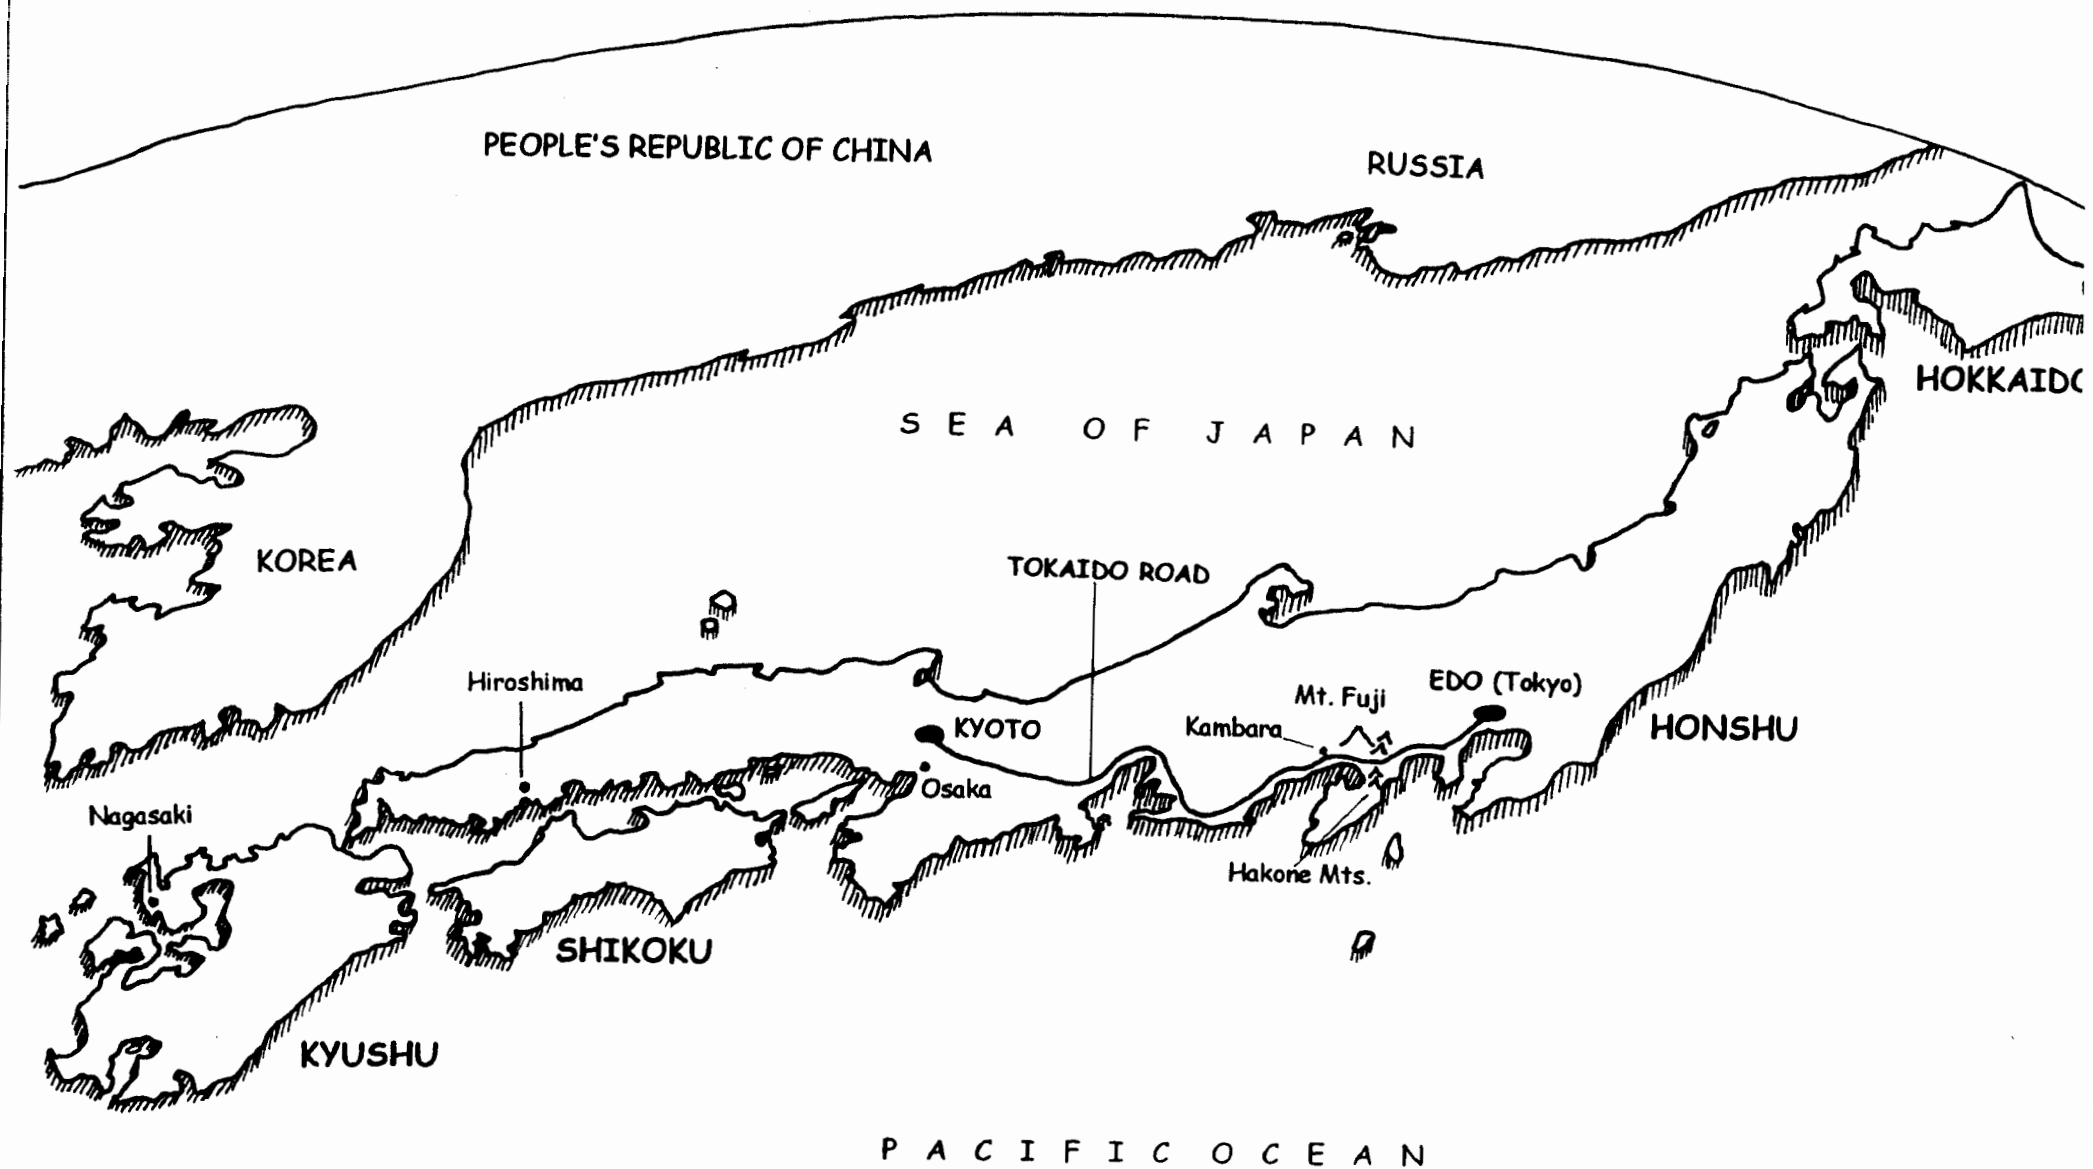 PEOPLE'S REPUBLIC OF CHINA
RUSSIA
HOKKAIDO
SEA OF JAPAN
KOREA
TOKAIDO ROAD
Hiroshima
Mt. Fuji
EDO (Tokyo)
Kambara
KYOTO
HONSHU
Osaka
Nagasaki
Hakone Mts.
SHIKOKU
KYUSHU
PACIFIC OCEAN